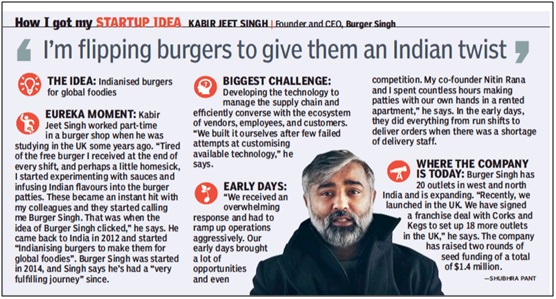 How I got my STARTUP IDEA KABIR JEET SINGH | Founder and CEO, Burger Singh
‘ I’m flipping burgers to give them an Indian twist ’
THE IDEA: Indianised burgers
for global foodies
EUREKA MOMENT: Kabir
Jeet Singh worked part-time
in a burger shop when he was
studying in the UK some years ago. “Tired
of the free burger I received at the end of
every shift, and perhaps a little homesick,
I started experimenting with sauces and
infusing Indian flavours into the burger
patties. These became an instant hit with
my colleagues and they started calling
me Burger Singh. That was when the
idea of Burger Singh clicked,” he says. He
came back to India in 2012 and started
“Indianising burgers to make them for
global foodies”. Burger Singh was started
in 2014, and Singh says he’s had a “very
fulfilling journey” since.
BIGGEST CHALLENGE:
Developing the technology to
manage the supply chain and
efficiently converse with the ecosystem
of vendors, employees, and customers.
“We built it ourselves after few failed
attempts at customising
available technology,” he
says.
EARLY DAYS:
“We received an
overwhelming
response and had to
ramp up operations
aggressively. Our
early days brought
a lot of
opportunities
and even
competition. My co-founder Nitin Rana
and I spent countless hours making
patties with our own hands in a rented
apartment,” he says. In the early days,
they did everything from run shifts to
deliver orders when there was a shortage
of delivery staff.
WHERE THE COMPANY
IS TODAY: Burger Singh has
20 outlets in west and north
India and is expanding. “Recently, we
launched in the UK. We have signed
a franchise deal with Corks and
Kegs to set up 18 more outlets
in the UK,” he says. The company
has raised two rounds of
seed funding of a total
of $1.4 million.
—SHUBHRA PANT